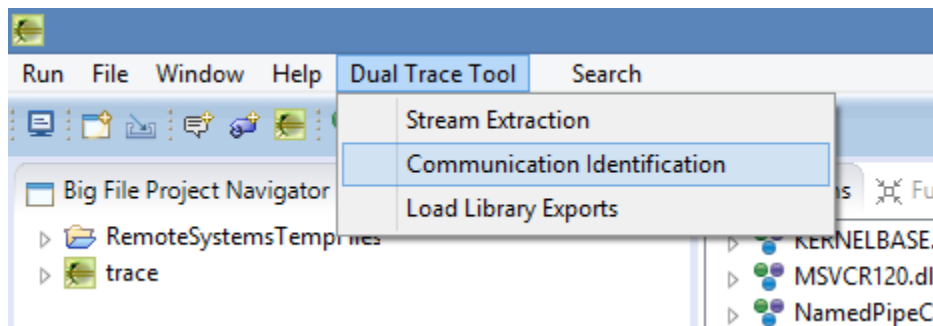 Run File Window Help Dual Trace Tool Search
Stream Extraction
Communication Identification
Load Library Exports
Big File Project Navigator
Fu
RemoteSystemsTempFiles
KERNELBASE.
trace
MSVCR120.dl
NamedPipeC